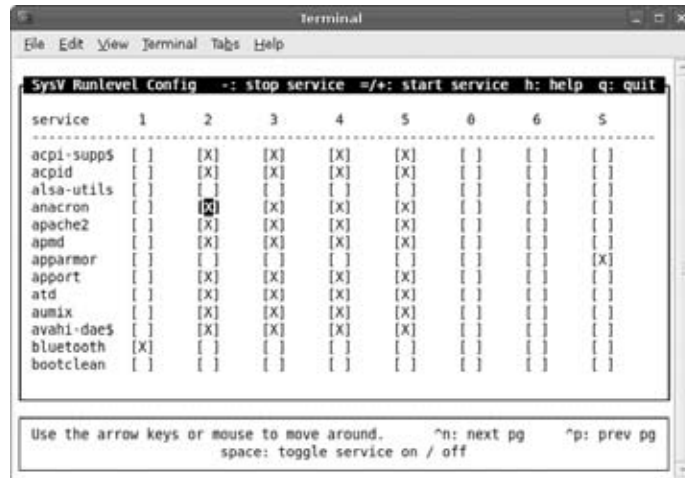 Terminal
File Edit View Terminal Tabs Help
SysV Runlevel Config -: stop service =/+: start service h: help q: quit
service 1 2 3 4 5 0 6 S
acpi-supp$ [ ] [X] [X] [X] [X] [ ] [ ] [ ]
acpid [ ] [X] [X] [X] [X] [ ] [ ] [ ]
alsa-utils [ ] [ ] [ ] [ ] [ ] [ ] [ ] [ ]
anacron [ ] [X] [X] [X] [X] [ ] [ ] [ ]
apache2 [ ] [X] [X] [X] [X] [ ] [ ] [ ]
apmd [ ] [X] [X] [X] [X] [ ] [ ] [ ]
apparmor [ ] [ ] [ ] [ ] [ ] [ ] [ ] [X]
apport [ ] [X] [X] [X] [X] [ ] [ ] [ ]
atd [ ] [X] [X] [X] [X] [ ] [ ] [ ]
aumix [ ] [X] [X] [X] [X] [ ] [ ] [ ]
avahi-dae$ [ ] [X] [X] [X] [X] [ ] [ ] [ ]
bluetooth [X] [ ] [ ] [ ] [ ] [ ] [ ] [ ]
bootclean [ ] [ ] [ ] [ ] [ ] [ ] [ ] [ ]
Use the arrow keys or mouse to move around. ^n: next pg ^p: prev pg
space: toggle service on / off